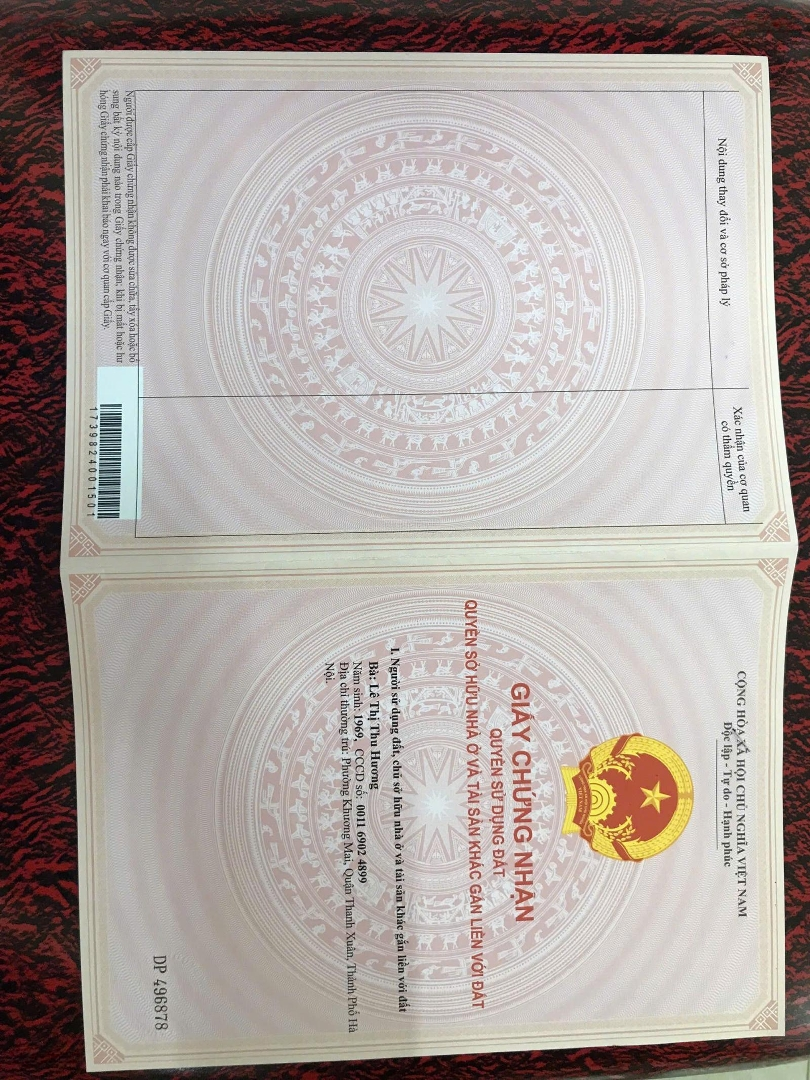 Nội dung thay đổi và cơ sở pháp lý
Xác nhận của cơ quan
có thẩm quyền
Người được cấp Giấy chứng nhận không được sửa chữa, tẩy xóa hoặc bổ
sung bất kỳ nội dung nào trong Giấy chứng nhận; khi bị mất hoặc hư
hỏng Giấy chứng nhận phải khai báo ngay với cơ quan cấp Giấy.
1739824001501
CỘNG HÒA XÃ HỘI CHỦ NGHĨA VIỆT NAM
Độc lập - Tự do - Hạnh phúc
GIẤY CHỨNG NHẬN
QUYỀN SỬ DỤNG ĐẤT
QUYỀN SỞ HỮU NHÀ Ở VÀ TÀI SẢN KHÁC GẮN LIỀN VỚI ĐẤT
I. Người sử dụng đất, chủ sở hữu nhà ở và tài sản khác gắn liền với đất
Bà: Lê Thị Thu Hương
Năm sinh: 1969, CCCD số: 0011 6902 4899
Địa chỉ thường trú: Phường Khương Mai, Quận Thanh Xuân, Thành Phố Hà
Nội.
DP 496878